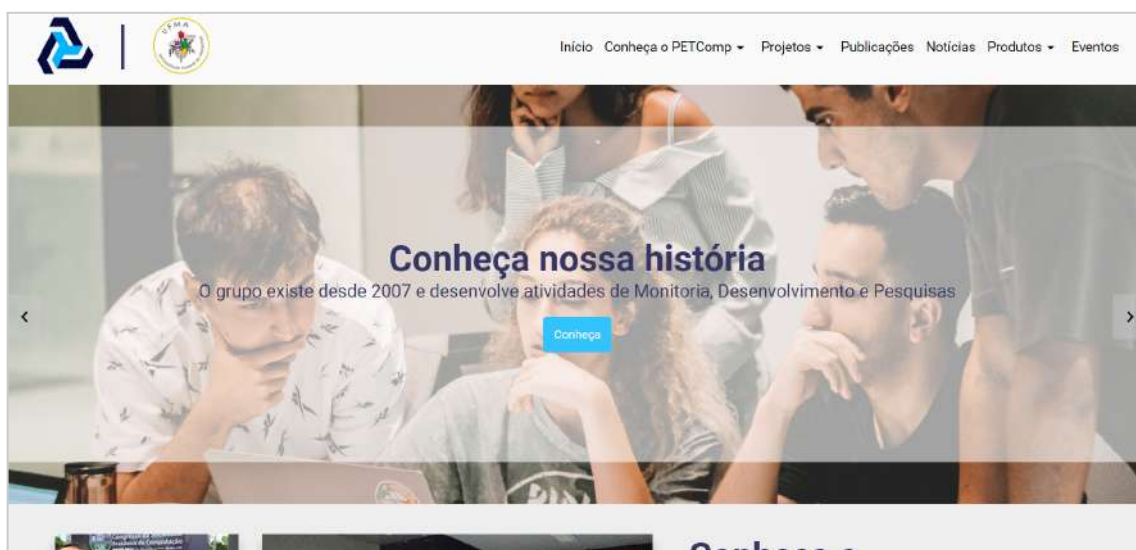 UFMA
Início Conheça o PETComp Projetos Publicações Notícias Produtos Eventos
Conheça nossa história
O grupo existe desde 2007 e desenvolve atividades de Monitoria, Desenvolvimento e Pesquisas
Conheça